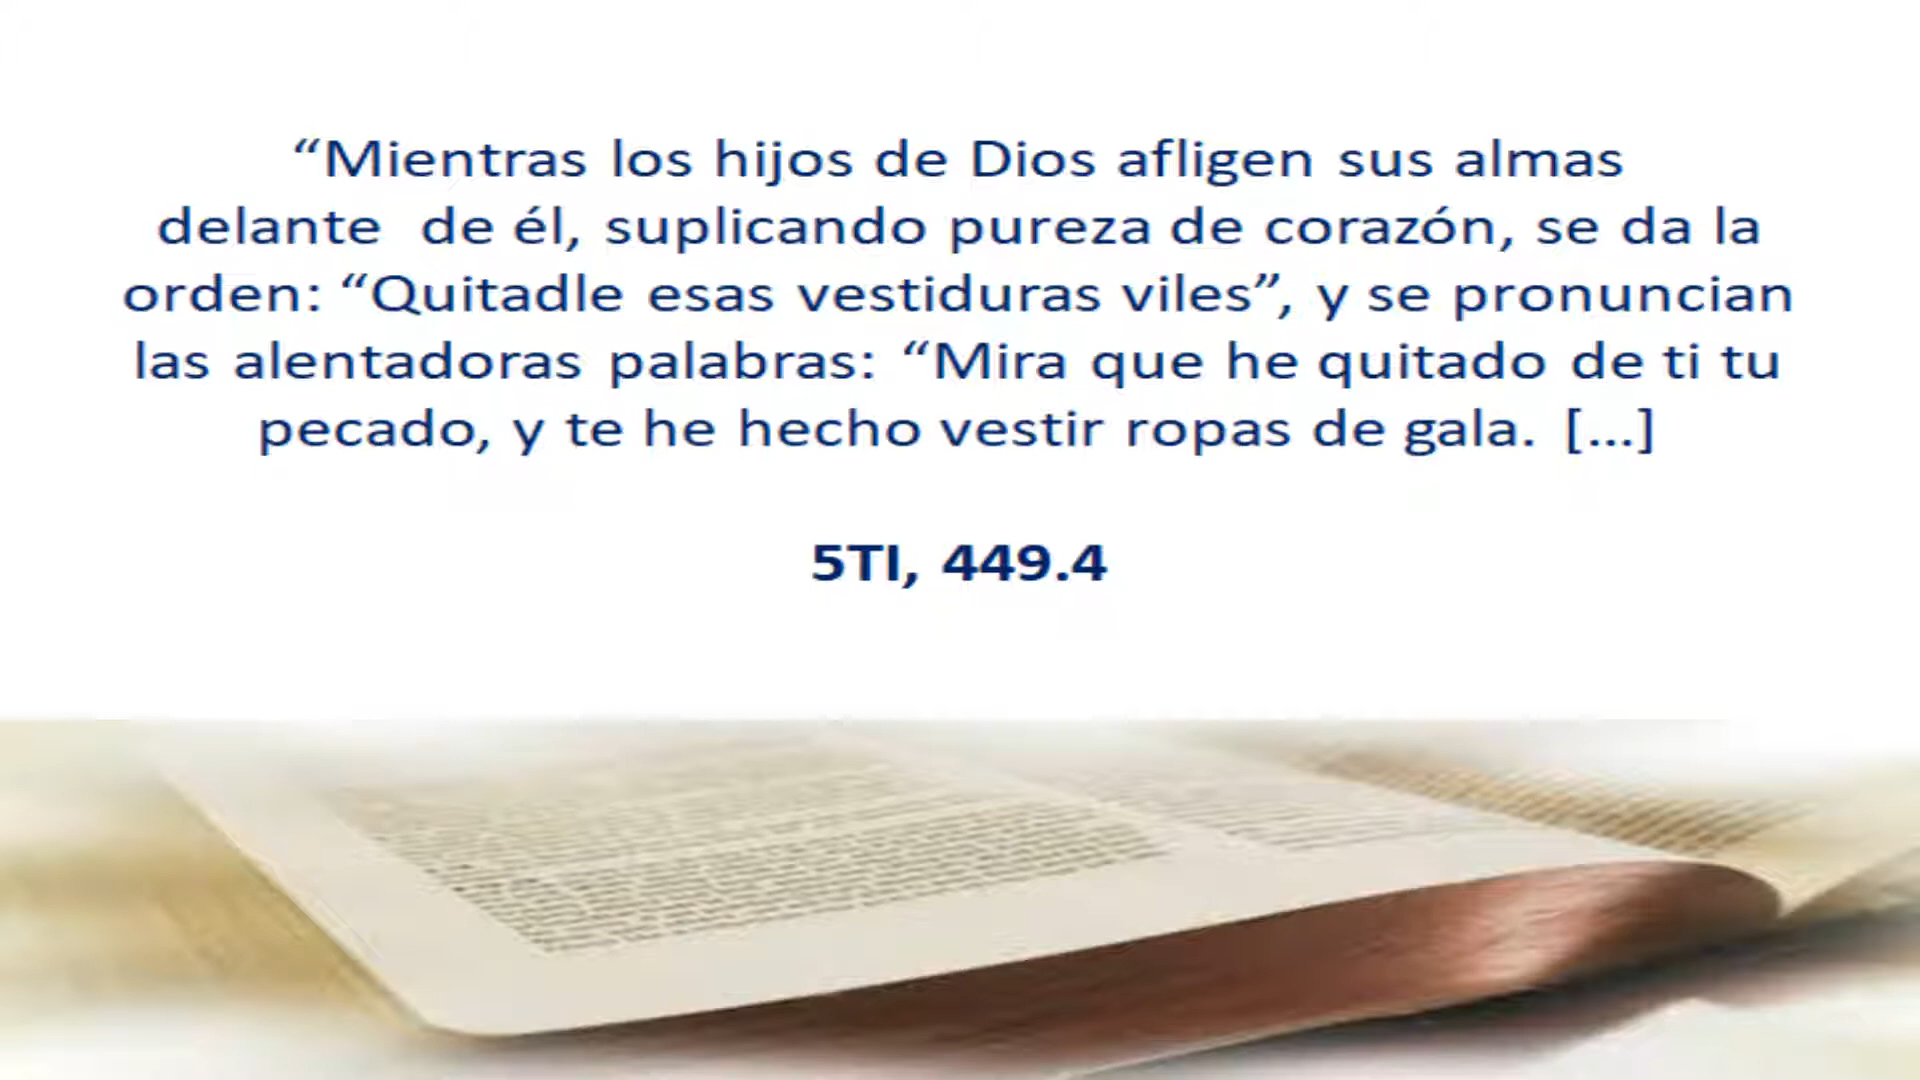 “Mientras los hijos de Dios afligen sus almas
delante  de él, suplicando pureza de corazón, se da la
orden: “Quitadle esas vestiduras viles”, y se pronuncian
las alentadoras palabras: “Mira que he quitado de ti tu
pecado, y te he hecho vestir ropas de gala. [...]
5TI, 449.4